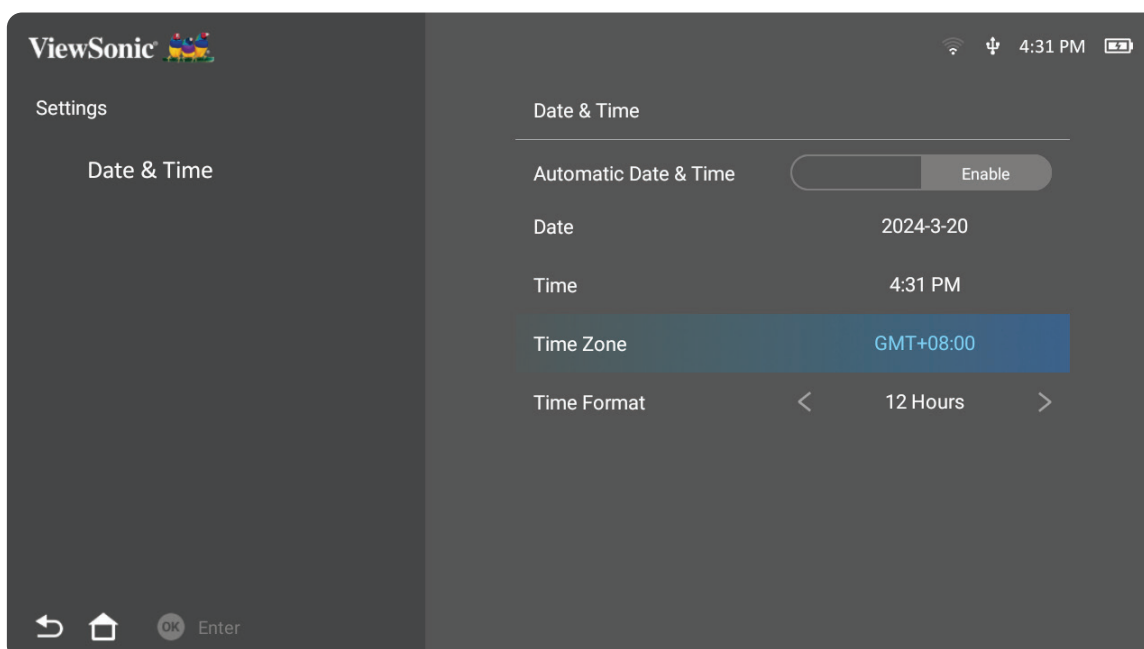 ViewSonic
4:31 PM
Settings
Date & Time
Date & Time
Automatic Date & Time Enable
Date 2024-3-20
Time 4:31 PM
Time Zone GMT+08:00
Time Format < 12 Hours >
OK Enter